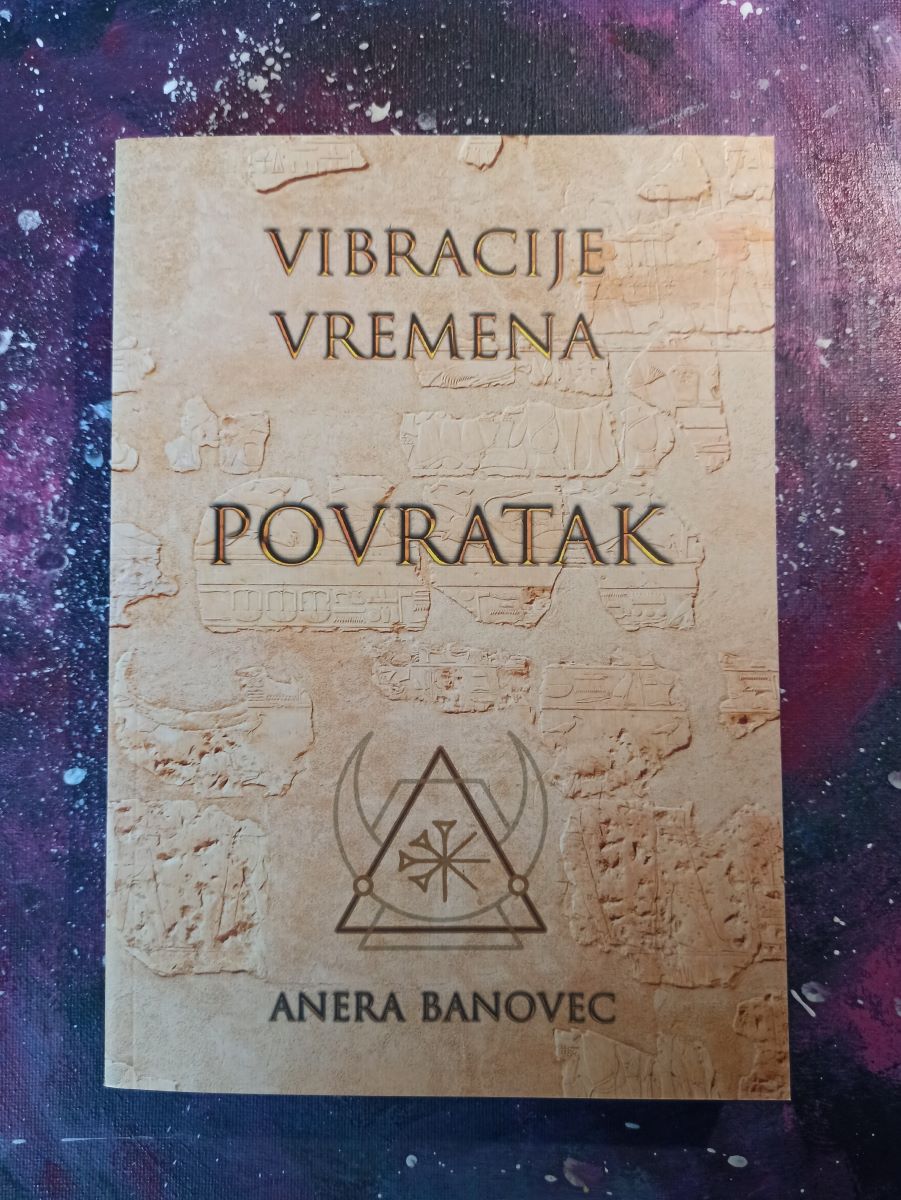 VIBRACIJE
VREMENA
POVRATAK
ANERA BANOVEC